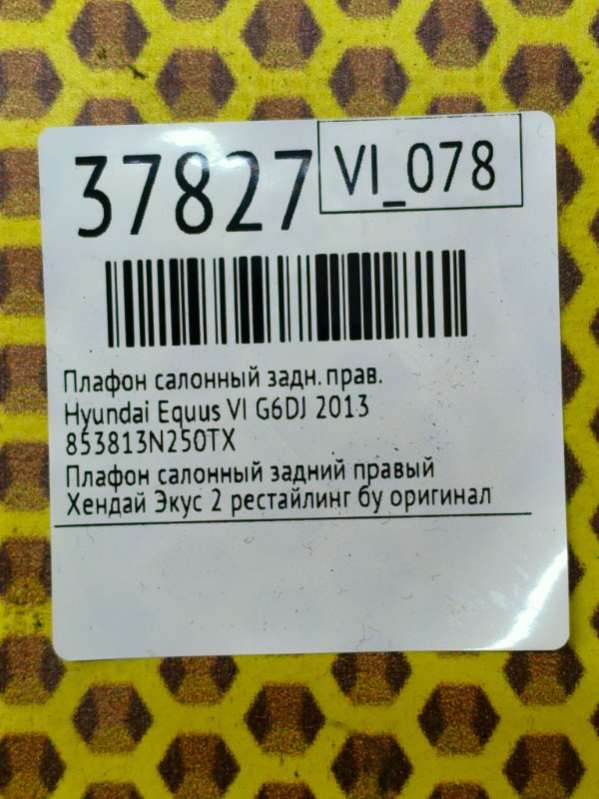 37827
VI_078
Плафон салонный задн. прав.
Hyundai Equus VI G6DJ 2013
853813N250TX
Плафон салонный задний правый
Хендай Экус 2 рестайлинг бу оригинал